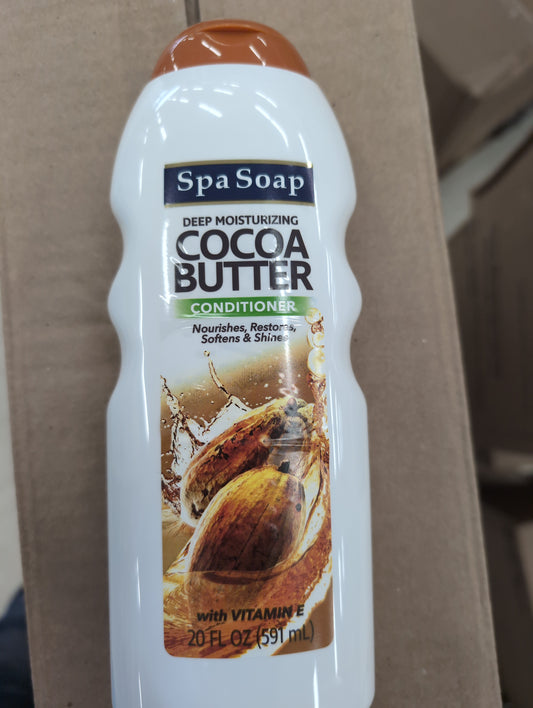 Spa Soap
DEEP MOISTURIZING
COCOA
BUTTER
CONDITIONER
Nourishes, Restores,
Softens & Shines
with VITAMIN E
20 FL OZ (591 mL)